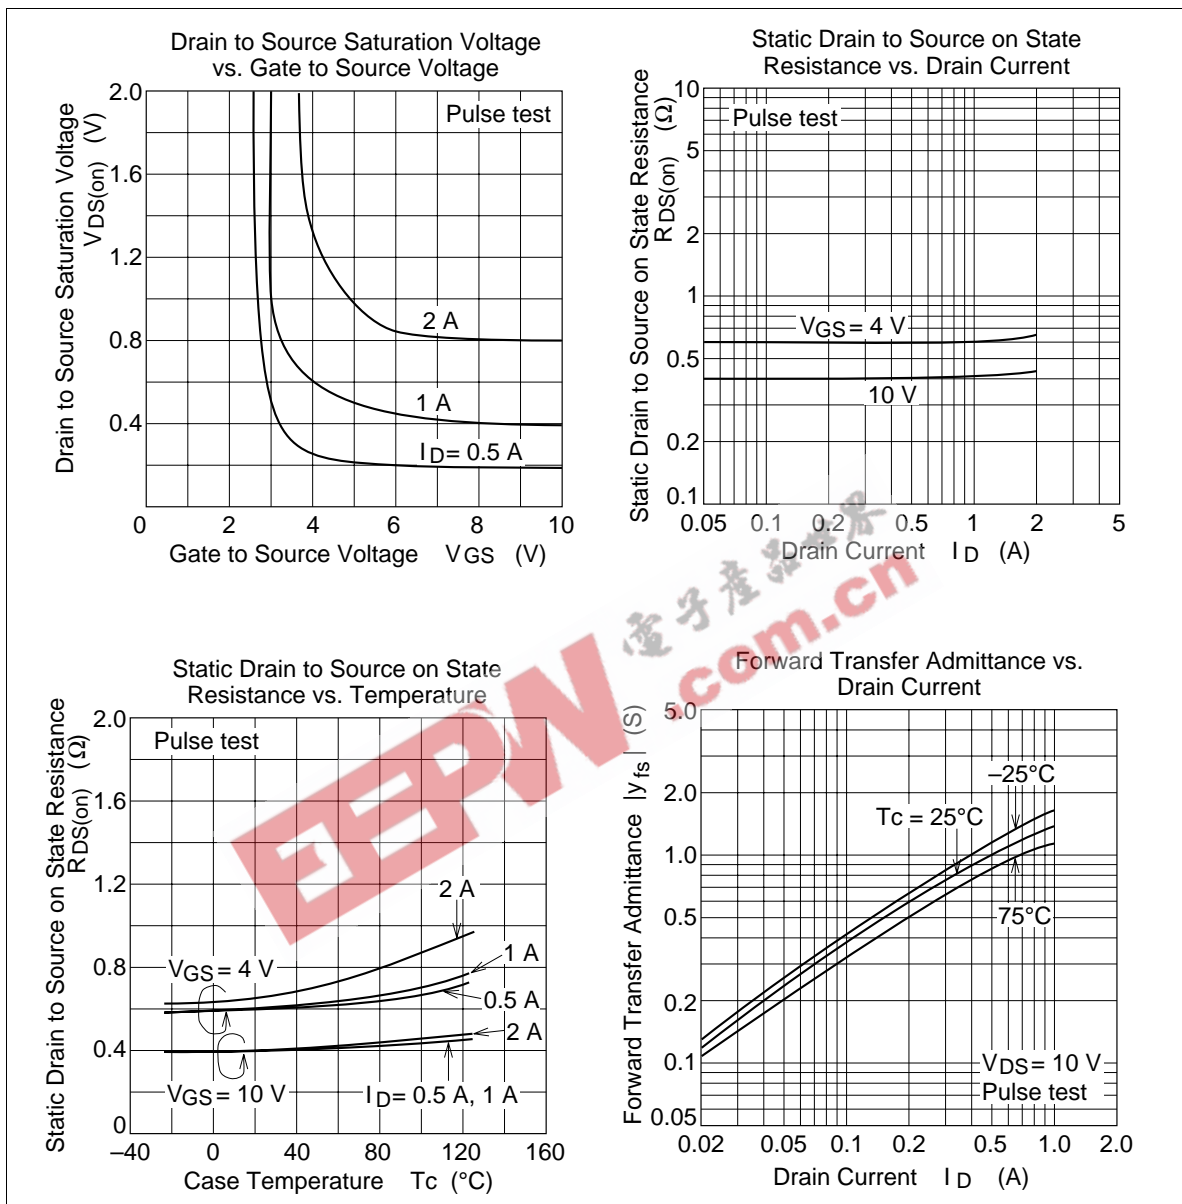 Drain to Source Saturation Voltage
vs. Gate to Source Voltage
Drain to Source Saturation Voltage
VDS(on) (V)
2.0
1.6
1.2
0.8
0.4
0
2
4
6
8
10
Pulse test
2 A
1 A
ID= 0.5 A
Gate to Source Voltage VGS (V)
Static Drain to Source on State
Resistance vs. Drain Current
Static Drain to Source on State Resistance
RDS(on) (Ω)
10
5
2
1
0.5
0.2
0.1
0.05
0.1
0.2
0.5
1
2
5
Pulse test
VGS = 4 V
10 V
Drain Current ID (A)
電子産品世界
EEPW.com.cn
Static Drain to Source on State
Resistance vs. Temperature
Static Drain to Source on State Resistance
RDS(on) (Ω)
2.0
1.6
1.2
0.8
0.4
0
–40
0
40
80
120
160
Pulse test
2 A
VGS = 4 V
1 A
0.5 A
2 A
VGS = 10 V
ID= 0.5 A, 1 A
Case Temperature Tc (°C)
Forward Transfer Admittance vs.
Drain Current
Forward Transfer Admittance |yfs| (S)
5.0
2.0
1.0
0.5
0.2
0.1
0.05
0.02
0.05
0.1
0.2
0.5
1.0
2.0
–25°C
Tc = 25°C
75°C
VDS = 10 V
Pulse test
Drain Current ID (A)